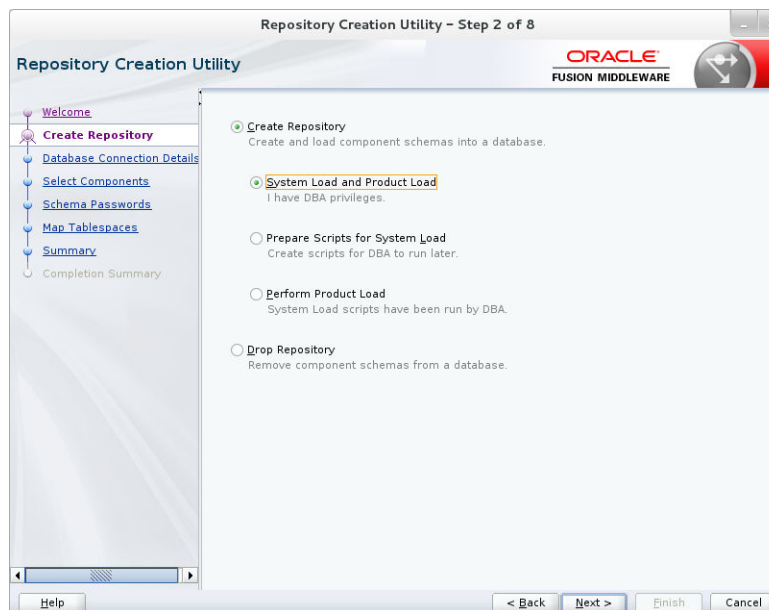 Repository Creation Utility – Step 2 of 8
Repository Creation Utility
ORACLE
FUSION MIDDLEWARE
Welcome
Create Repository
Database Connection Details
Select Components
Schema Passwords
Map Tablespaces
Summary
Completion Summary
Create Repository
Create and load component schemas into a database.
System Load and Product Load
I have DBA privileges.
Prepare Scripts for System Load
Create scripts for DBA to run later.
Perform Product Load
System Load scripts have been run by DBA.
Drop Repository
Remove component schemas from a database.
Help
< Back
Next >
Finish
Cancel